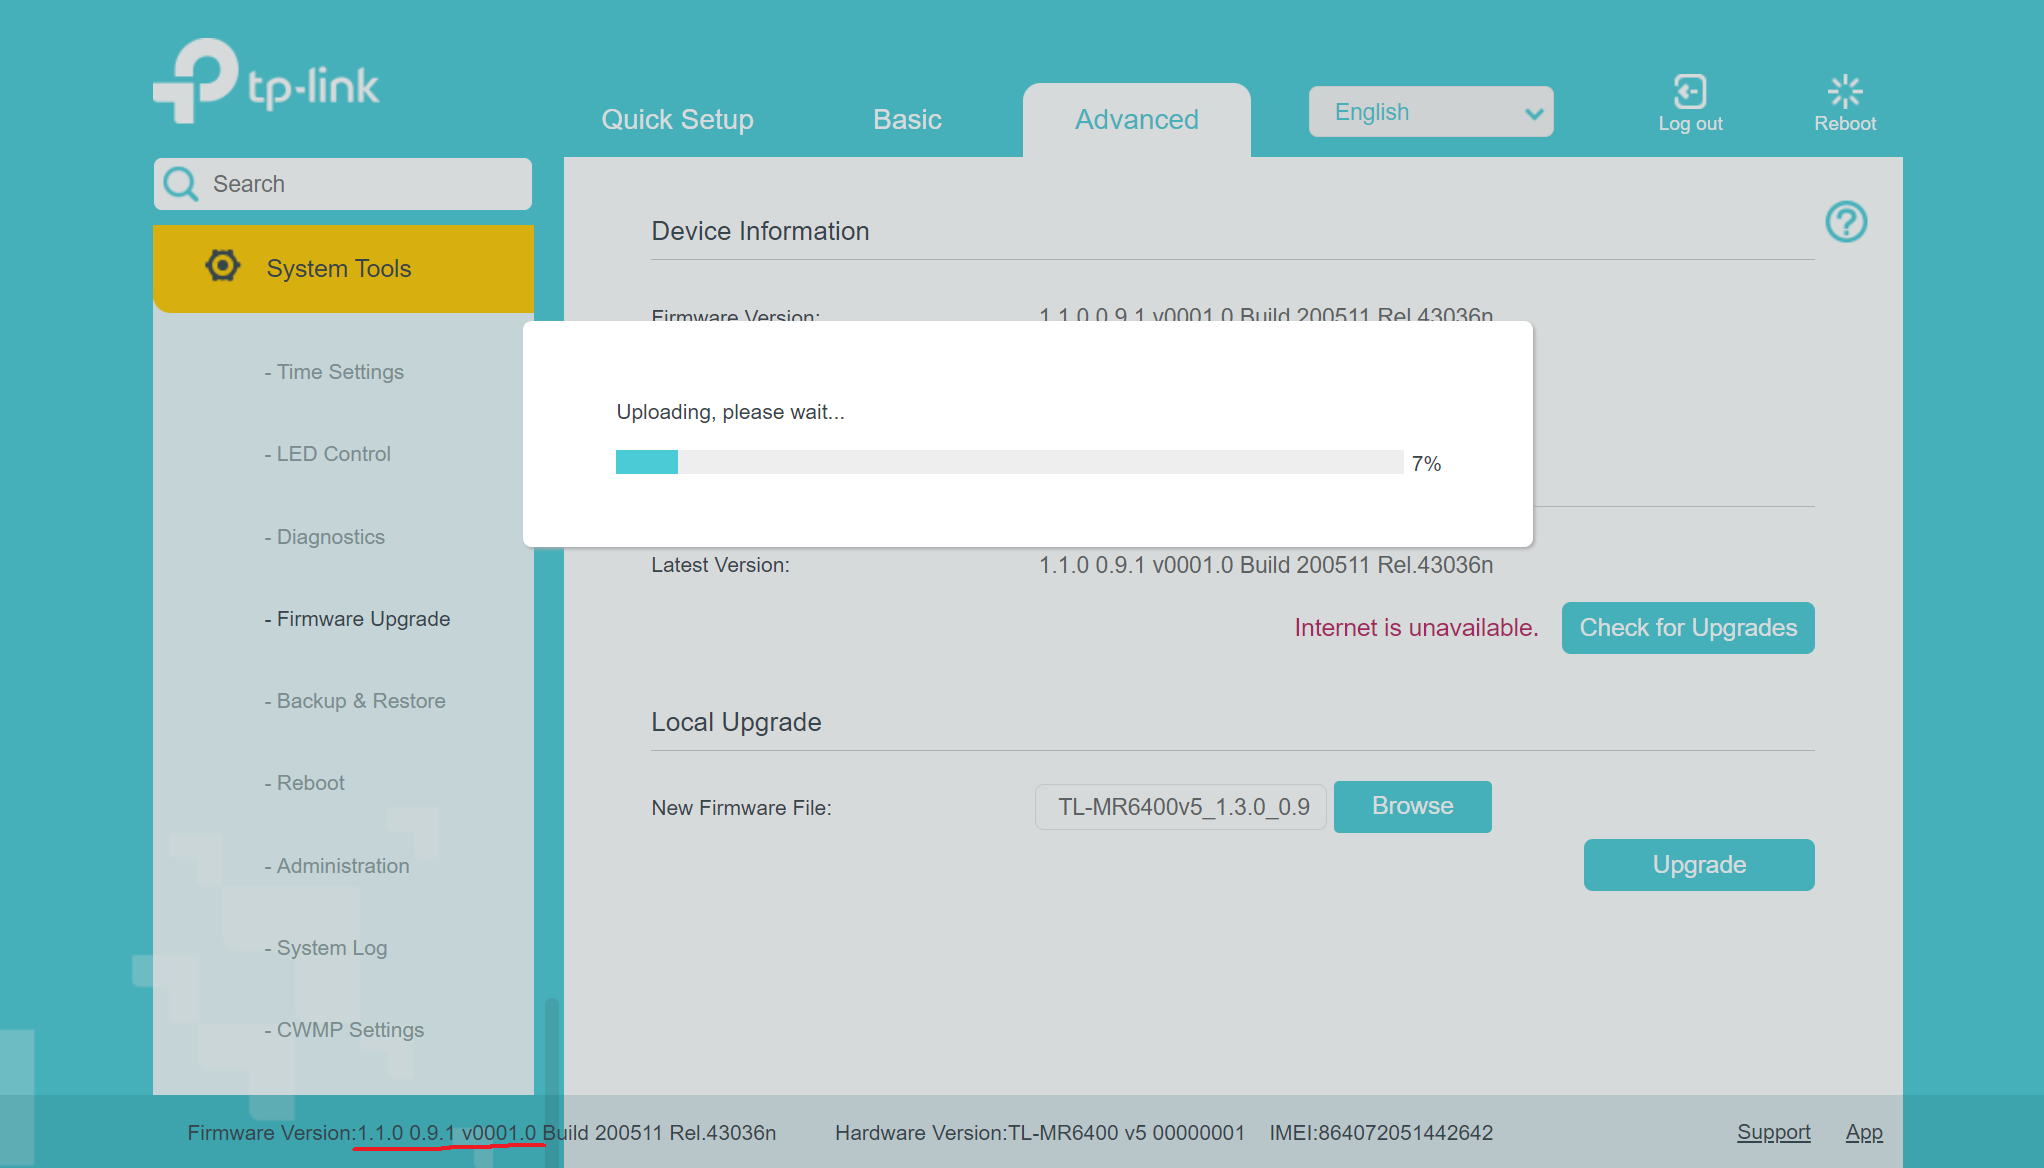 tp-link
Quick Setup
Basic
Advanced
English
Log out
Reboot
Search
System Tools
- Time Settings
- LED Control
- Diagnostics
- Firmware Upgrade
- Backup & Restore
- Reboot
- Administration
- System Log
- CWMP Settings
Device Information
Firmware Version: 1.1.0 0.9.1 v0001.0 Build 200511 Rel.43036n
Uploading, please wait...
7%
Latest Version: 1.1.0 0.9.1 v0001.0 Build 200511 Rel.43036n
Internet is unavailable. Check for Upgrades
Local Upgrade
New Firmware File: TL-MR6400v5_1.3.0_0.9 Browse
Upgrade
Firmware Version:1.1.0 0.9.1 v0001.0 Build 200511 Rel.43036n Hardware Version:TL-MR6400 v5 00000001 IMEI:864072051442642 Support App